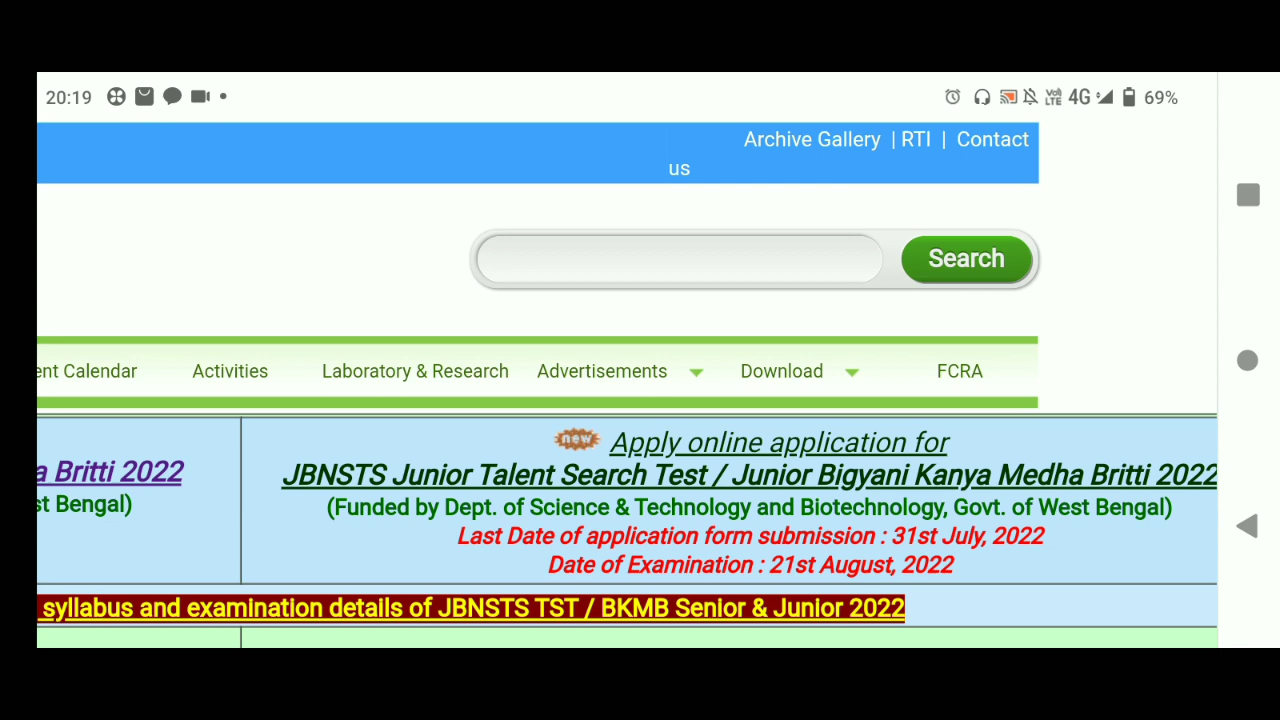 20:19 4G 69%
VoLTE
Archive Gallery | RTI | Contact
us
Search
ent Calendar Activities Laboratory & Research Advertisements Download FCRA
new Apply online application for
a Britti 2022 JBNSTS Junior Talent Search Test / Junior Bigyani Kanya Medha Britti 2022
st Bengal) (Funded by Dept. of Science & Technology and Biotechnology, Govt. of West Bengal)
Last Date of application form submission : 31st July, 2022
Date of Examination : 21st August, 2022
syllabus and examination details of JBNSTS TST / BKMB Senior & Junior 2022